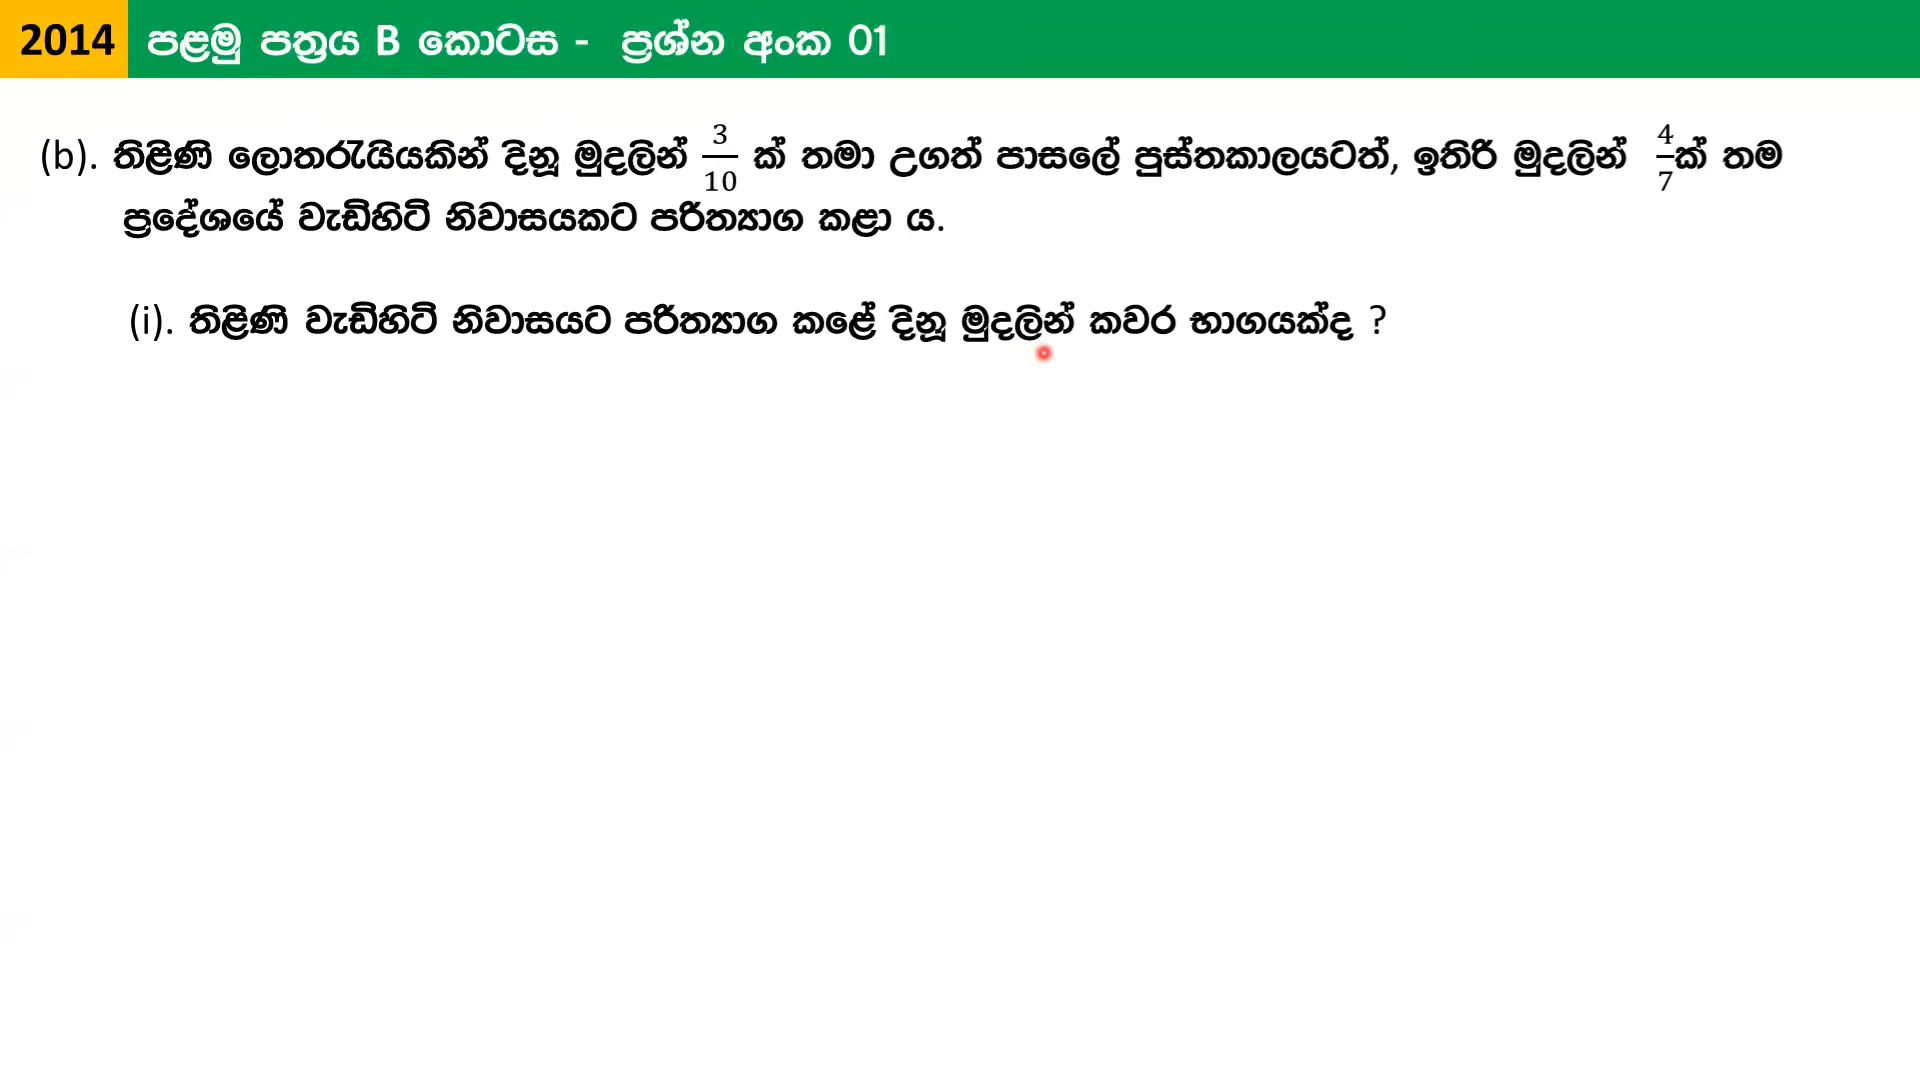 2014 පළමු පත්‍රය B කොටස - ප්‍රශ්න අංක 01
(b). තිළිණි ලොතරැයියකින් දිනූ මුදලින් 3/10 ක් තමා උගත් පාසලේ පුස්තකාලයටත්, ඉතිරි මුදලින් 4/7 ක් තම
ප්‍රදේශයේ වැඩිහිටි නිවාසයකට පරිත්‍යාග කළා ය.
(i). තිළිණි වැඩිහිටි නිවාසයට පරිත්‍යාග කළේ දිනූ මුදලින් කවර භාගයක්ද ?